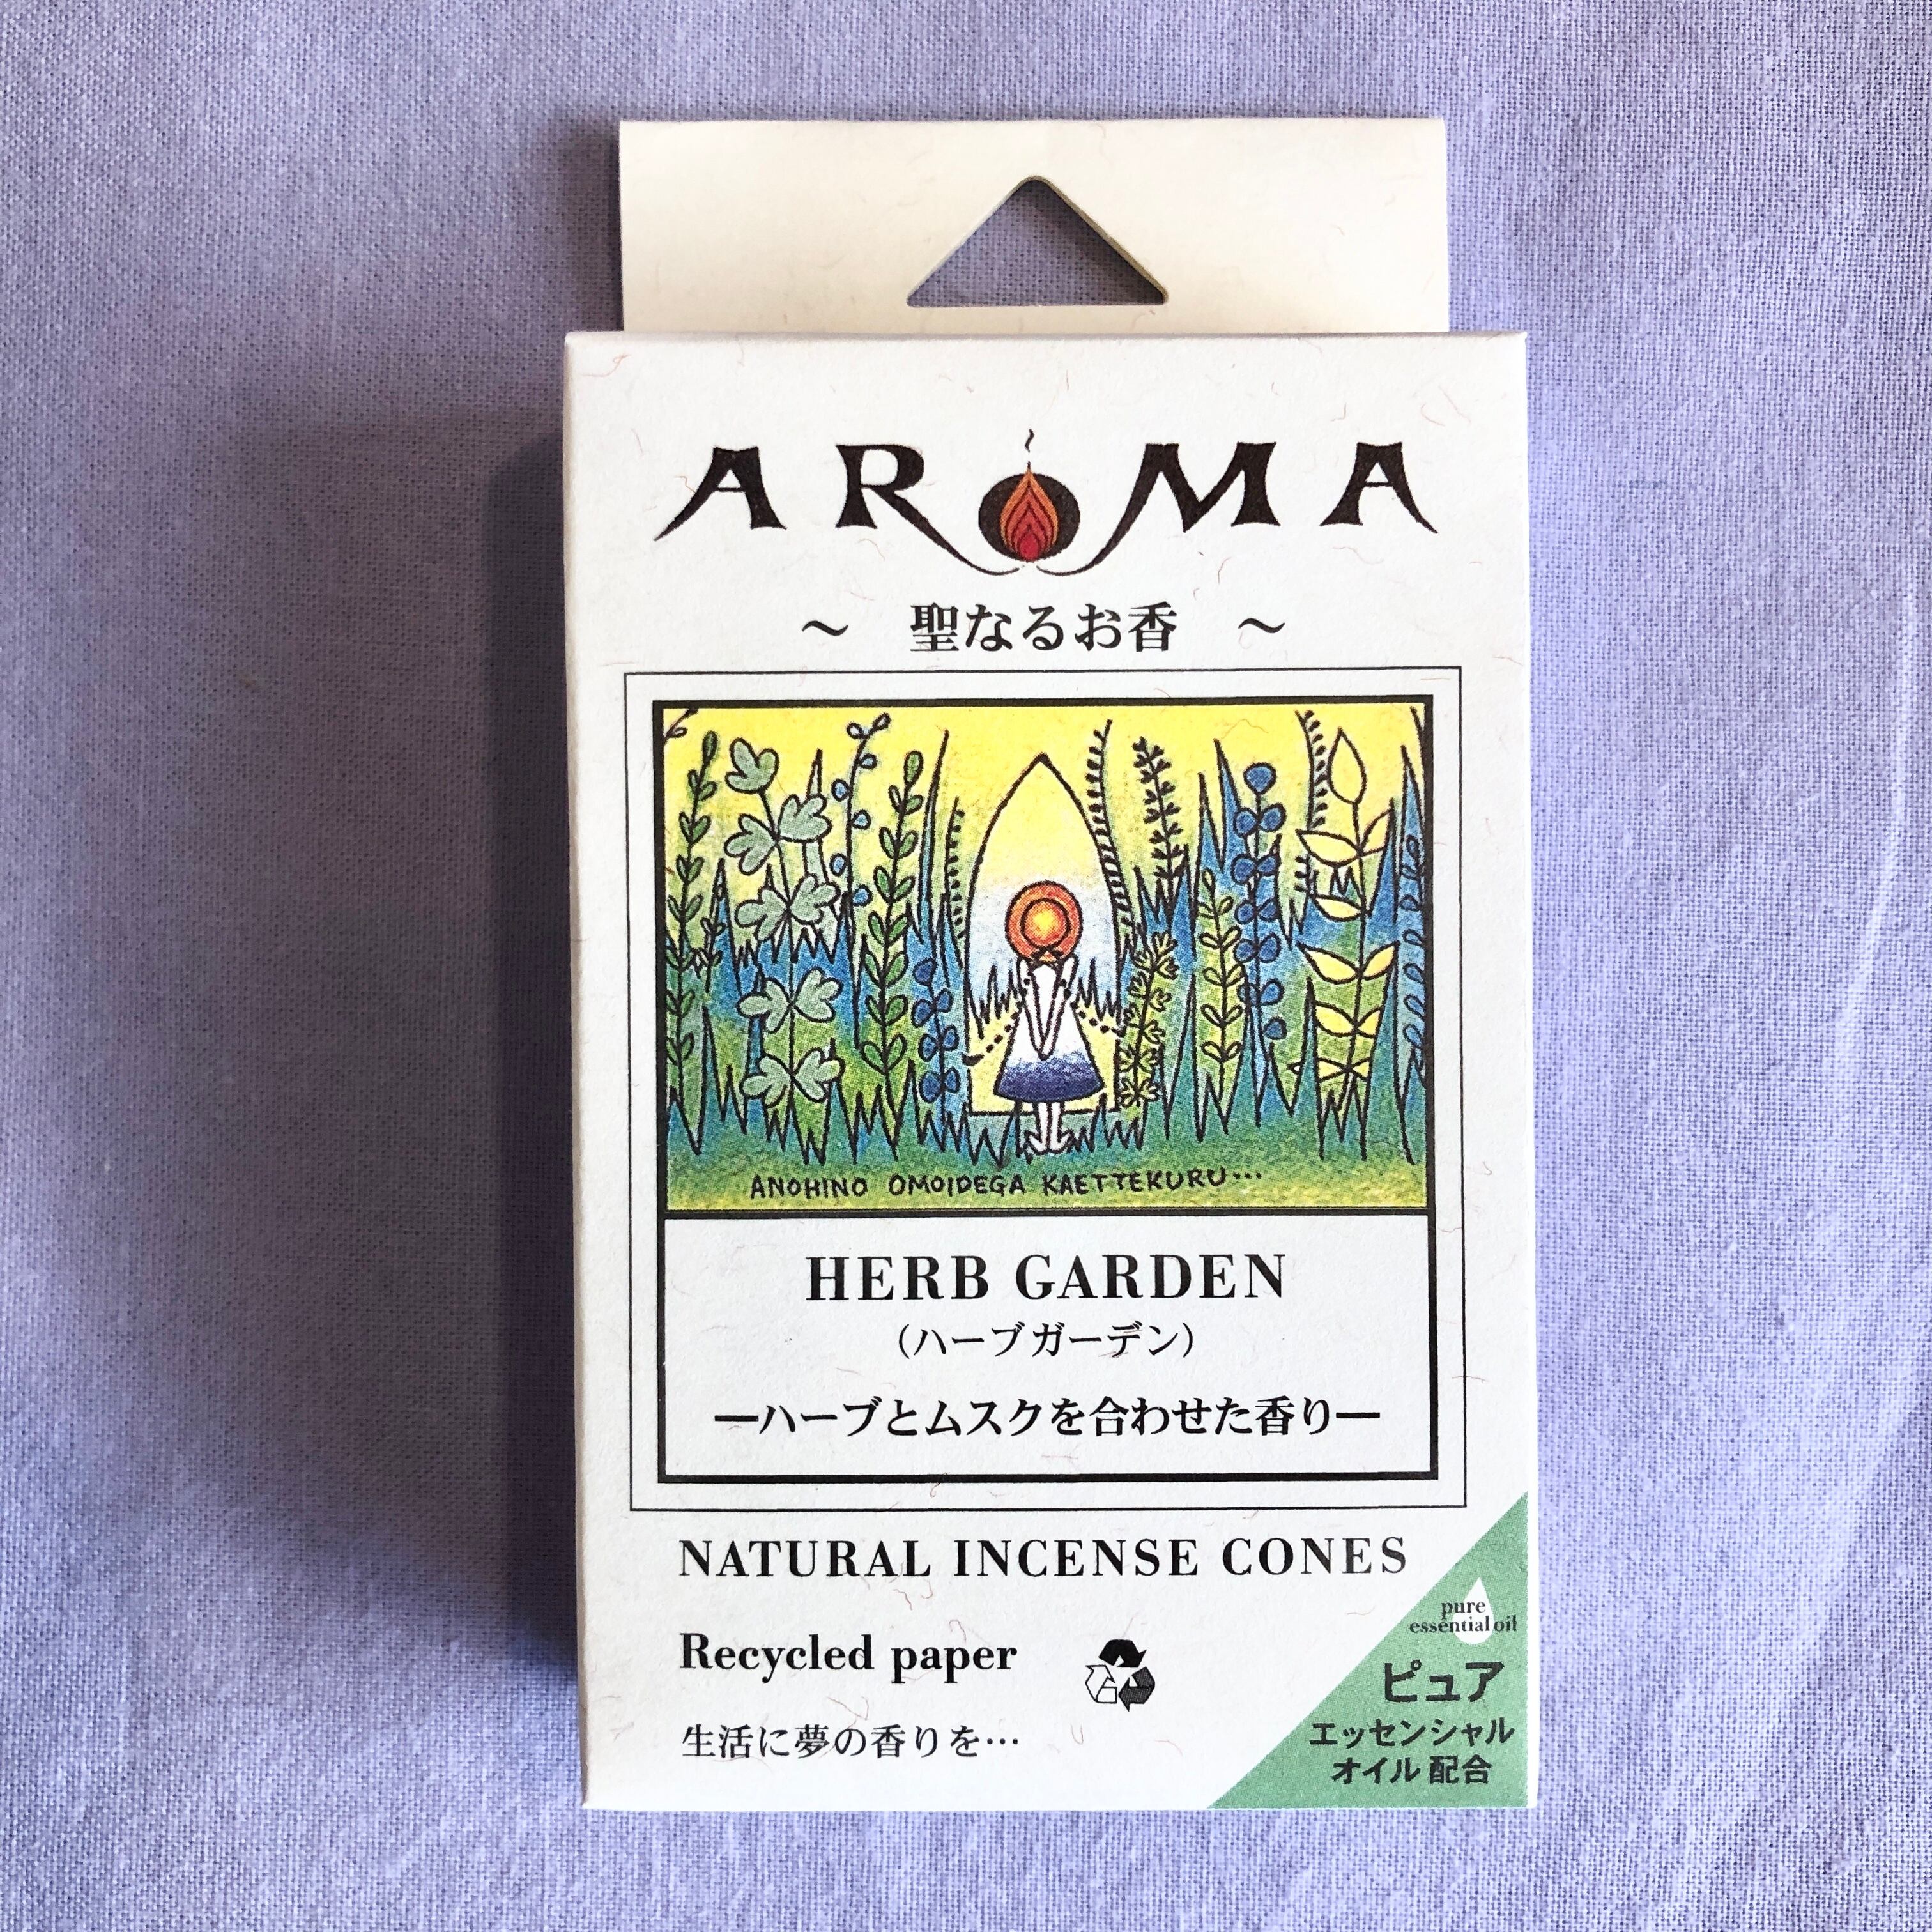 AROMA
～ 聖なるお香 ～
ANOHINO OMOIDEGA KAETTEKURU…
HERB GARDEN
（ハーブガーデン）
―ハーブとムスクを合わせた香り―
NATURAL INCENSE CONES
Recycled paper
生活に夢の香りを…
pure
essential oil
ピュア
エッセンシャル
オイル 配合